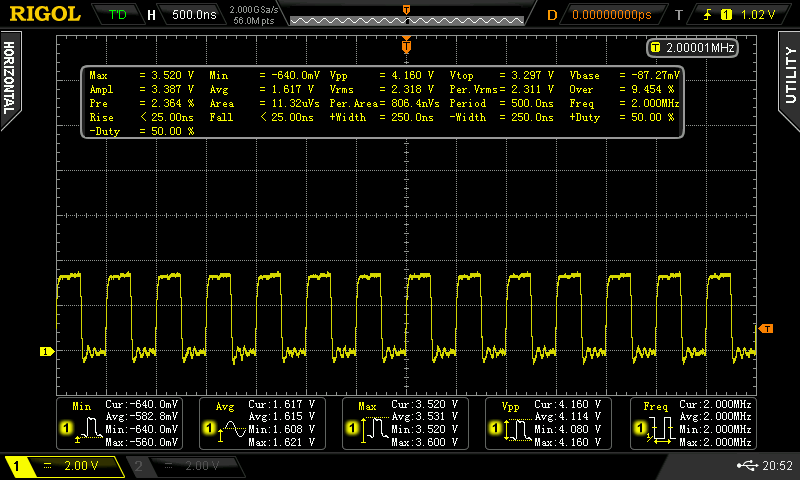 RIGOL T'D H 500.0ns 2.000GSa/s 56.0M pts D 0.00000000ps T 1 1.02 V
HORIZONTAL
UTILITY
T
T 2.00001MHz
Max = 3.520 V Min = -640.0mV Vpp = 4.160 V Vtop = 3.297 V Vbase = -87.27mV
Ampl = 3.387 V Avg = 1.617 V Vrms = 2.318 V Per.Vrms= 2.311 V Over = 9.454 %
Pre = 2.364 % Area = 11.32uVs Per.Area= 806.4nVs Period = 500.0ns Freq = 2.000MHz
Rise < 25.00ns Fall < 25.00ns +Width = 250.0ns -Width = 250.0ns +Duty = 50.00 %
-Duty = 50.00 %
T
1
Min Cur:-640.0mV
Avg:-582.8mV
1 Min:-640.0mV
Max:-560.0mV
Avg Cur:1.617 V
Avg:1.615 V
1 Min:1.608 V
Max:1.621 V
Max Cur:3.520 V
Avg:3.531 V
1 Min:3.520 V
Max:3.600 V
Vpp Cur:4.160 V
Avg:4.114 V
1 Min:4.080 V
Max:4.160 V
Freq Cur:2.000MHz
Avg:2.000MHz
1 Min:2.000MHz
Max:2.000MHz
1 2.00 V 2 2.00 V 20:52